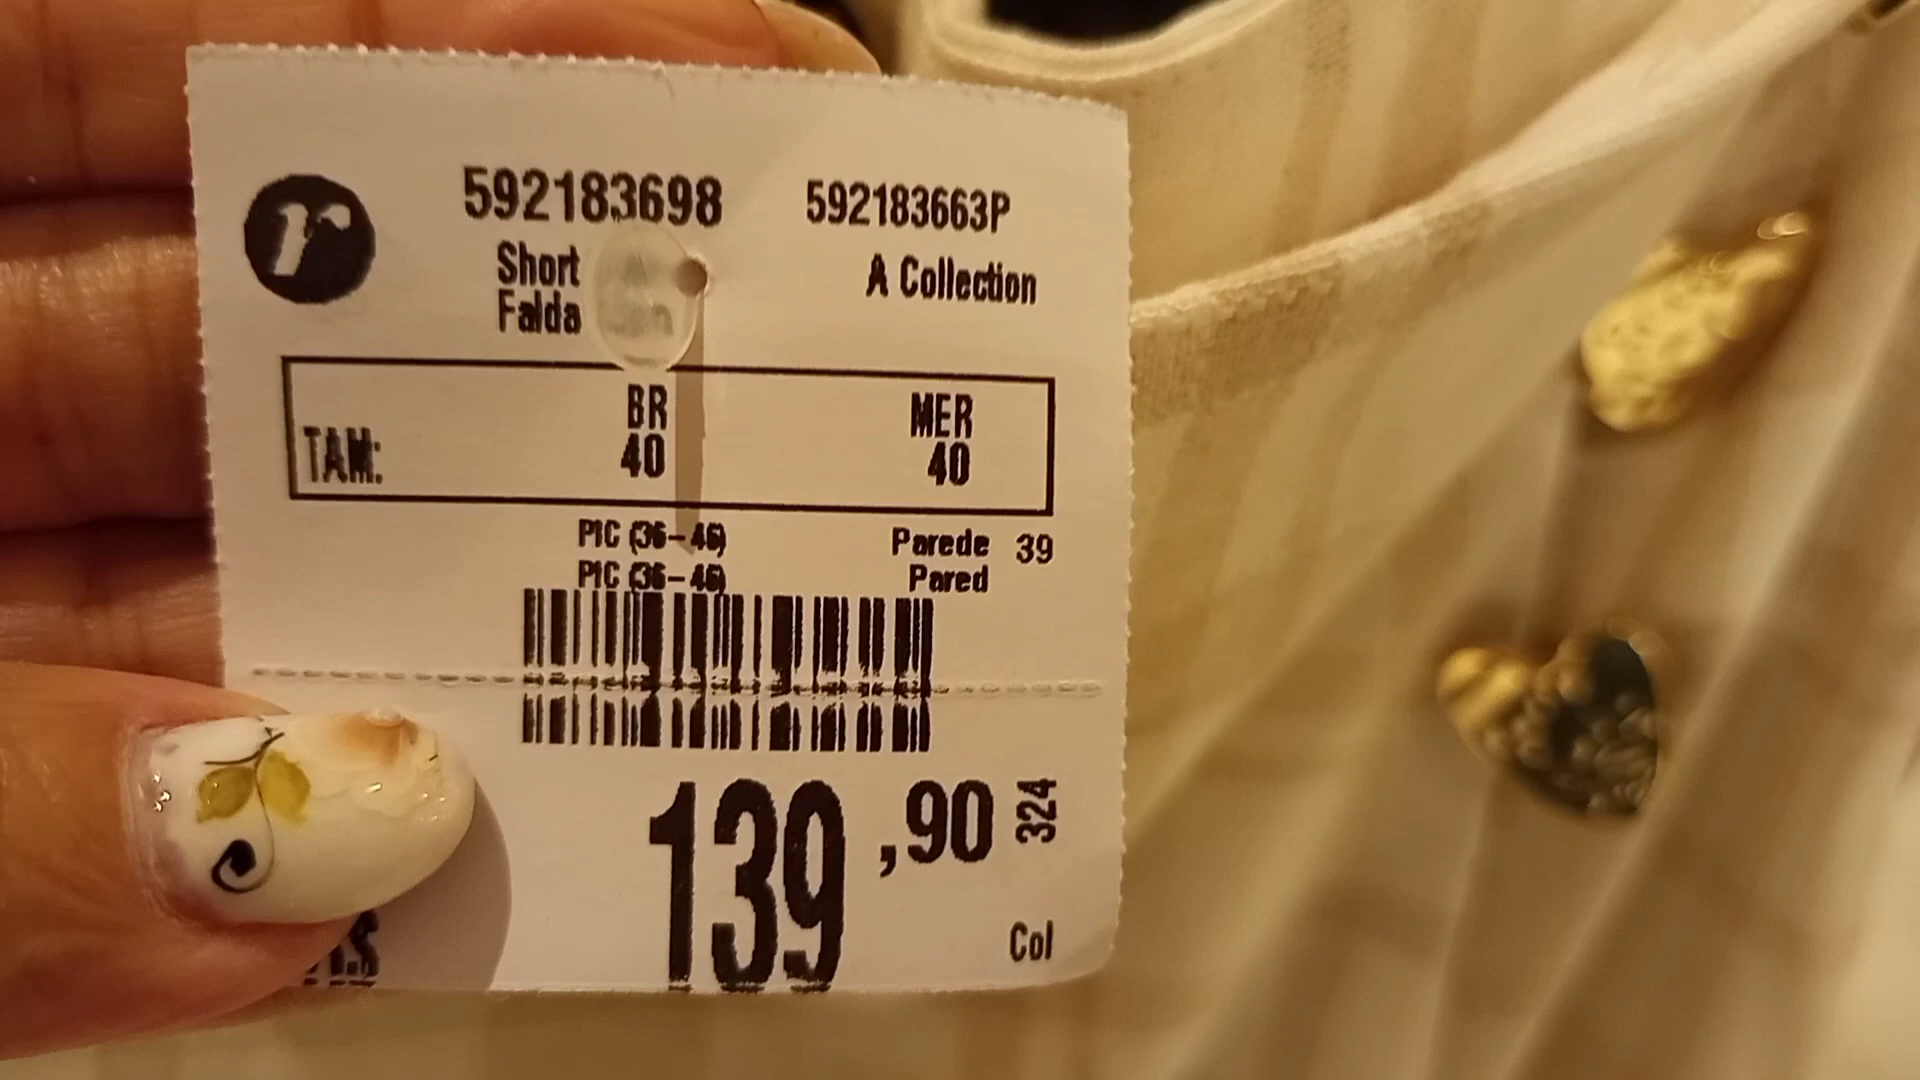 r
592183698 592183663P
Short
Falda
A Collection
TAM: BR 40 MER 40
PIC (36-46) Parede 39
PIC (36-46) Pared
139,90 324
Col